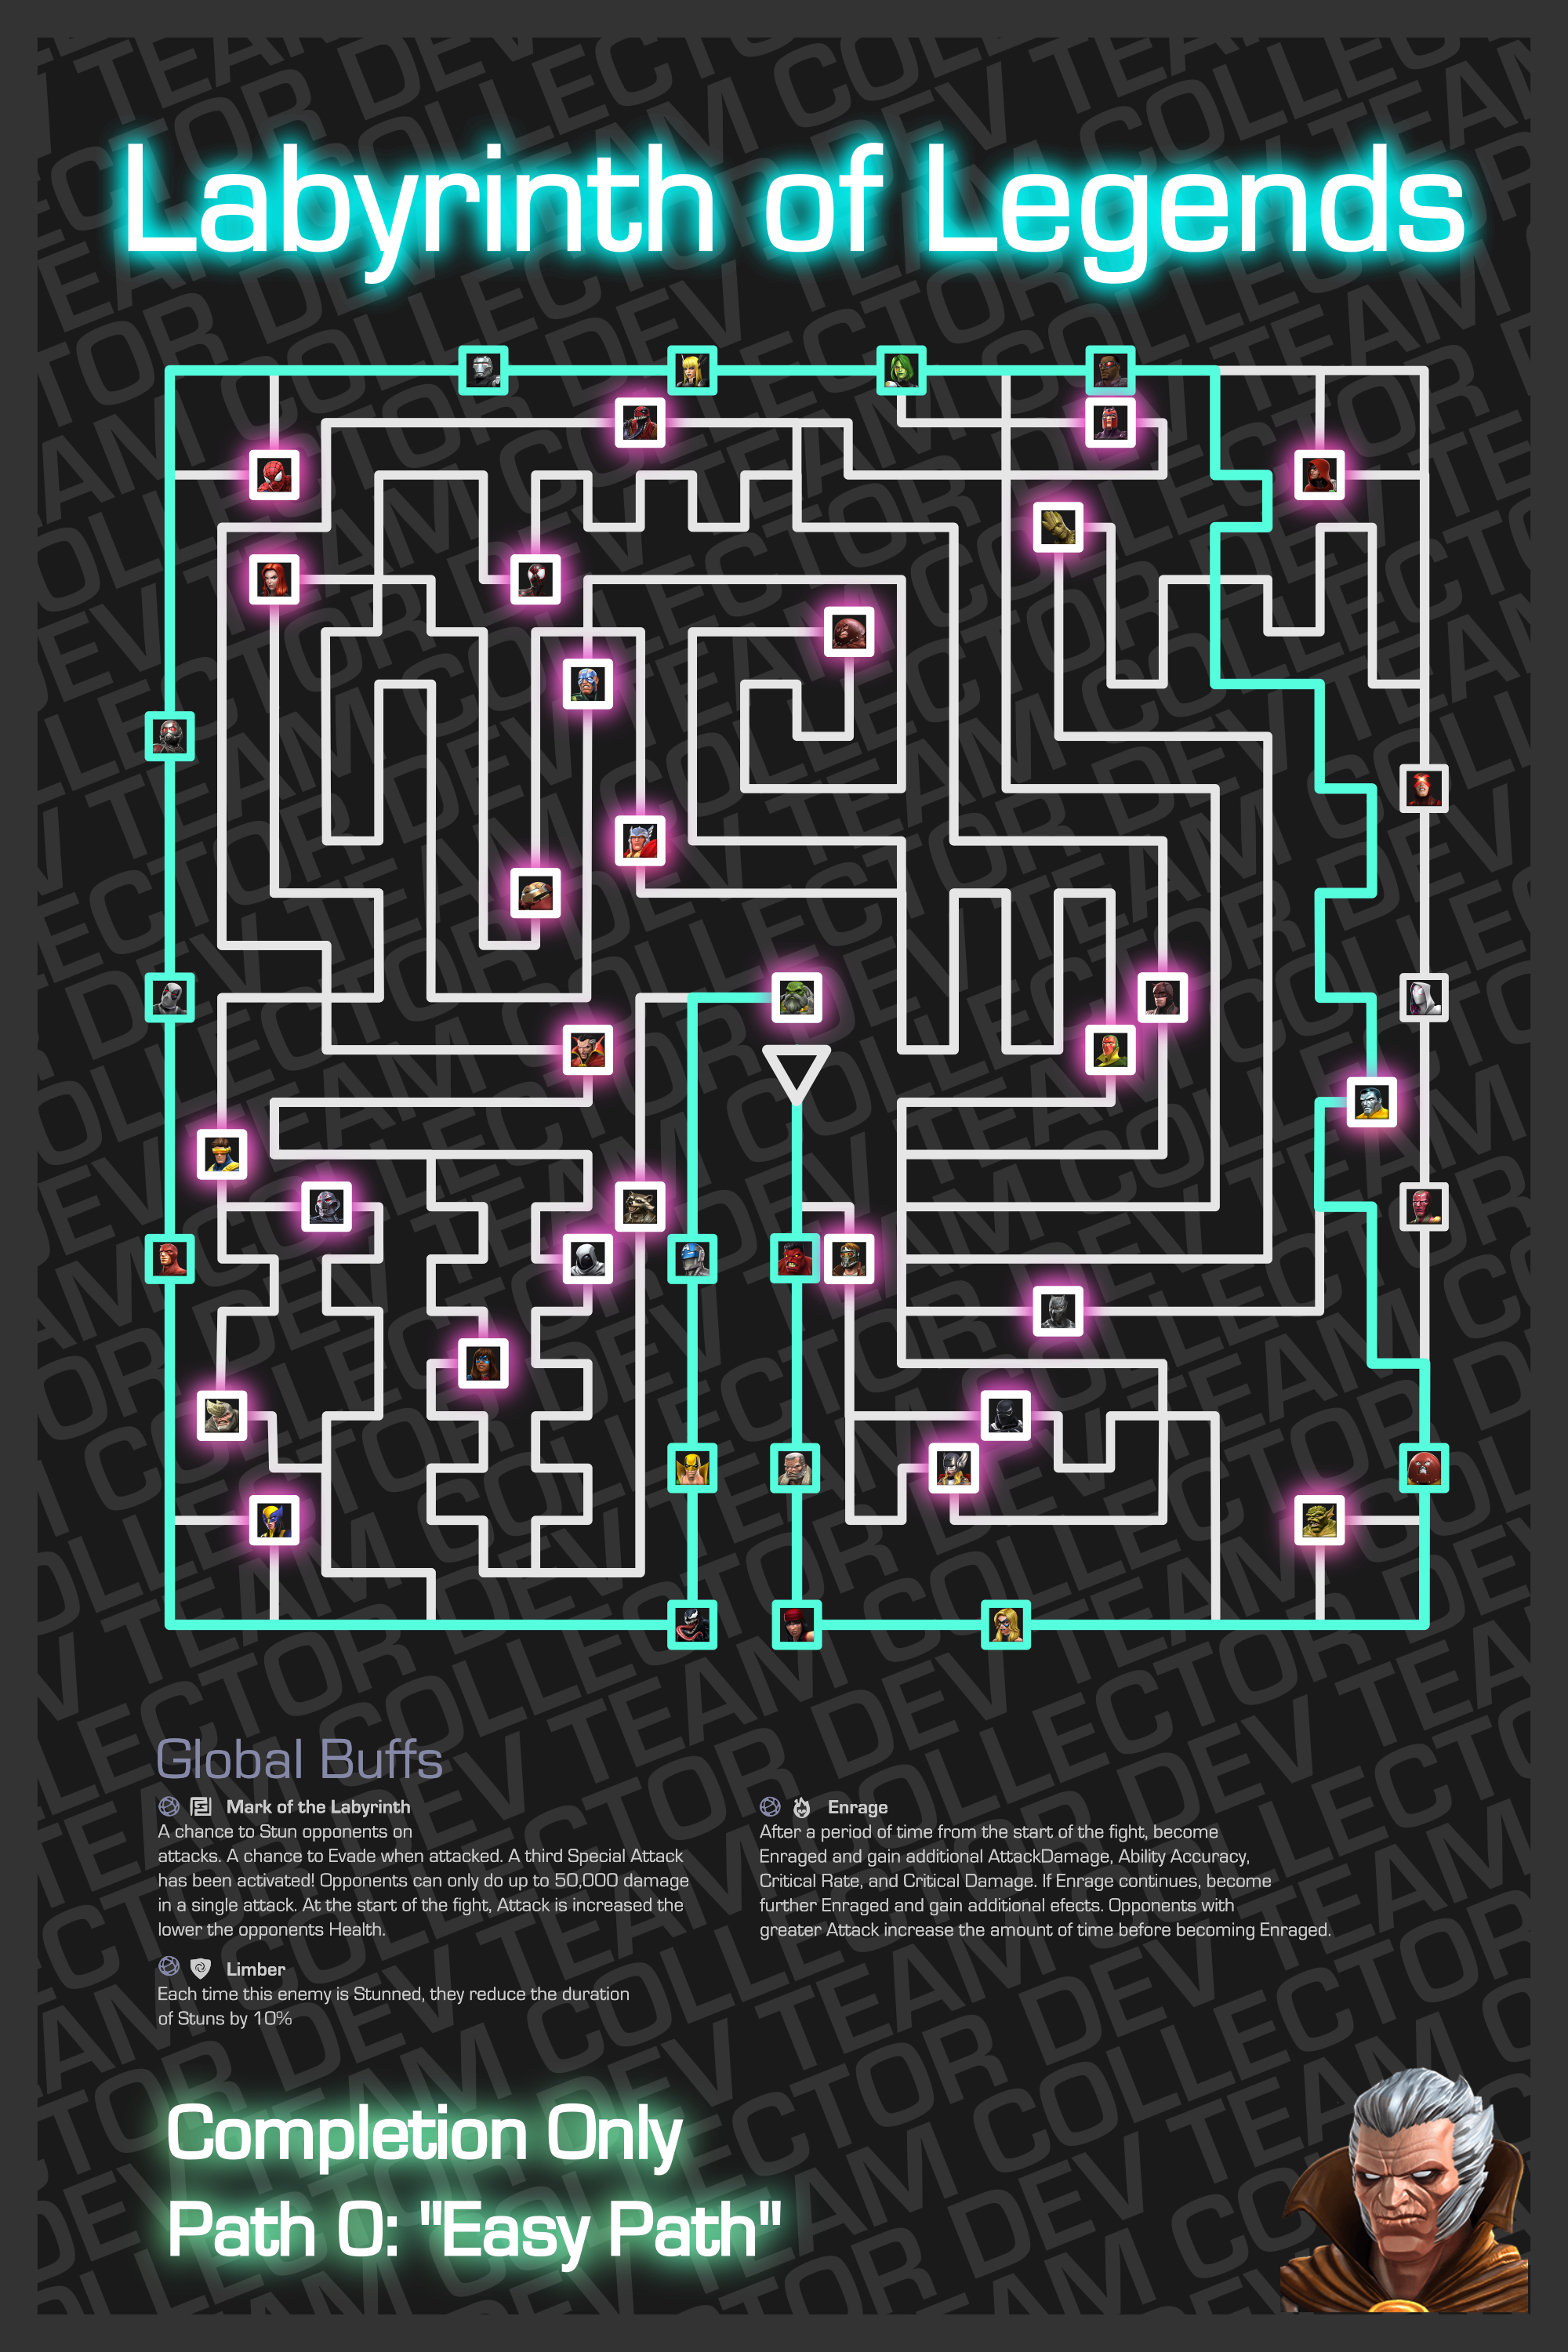 Labyrinth of Legends
Global Buffs
Mark of the Labyrinth
A chance to Stun opponents on
attacks. A chance to Evade when attacked. A third Special Attack
has been activated! Opponents can only do up to 50,000 damage
in a single attack. At the start of the fight, Attack is increased the
lower the opponents Health.
Limber
Each time this enemy is Stunned, they reduce the duration
of Stuns by 10%
Enrage
After a period of time from the start of the fight, become
Enraged and gain additional AttackDamage, Ability Accuracy,
Critical Rate, and Critical Damage. If Enrage continues, become
further Enraged and gain additional efects. Opponents with
greater Attack increase the amount of time before becoming Enraged.
Completion Only
Path 0: "Easy Path"